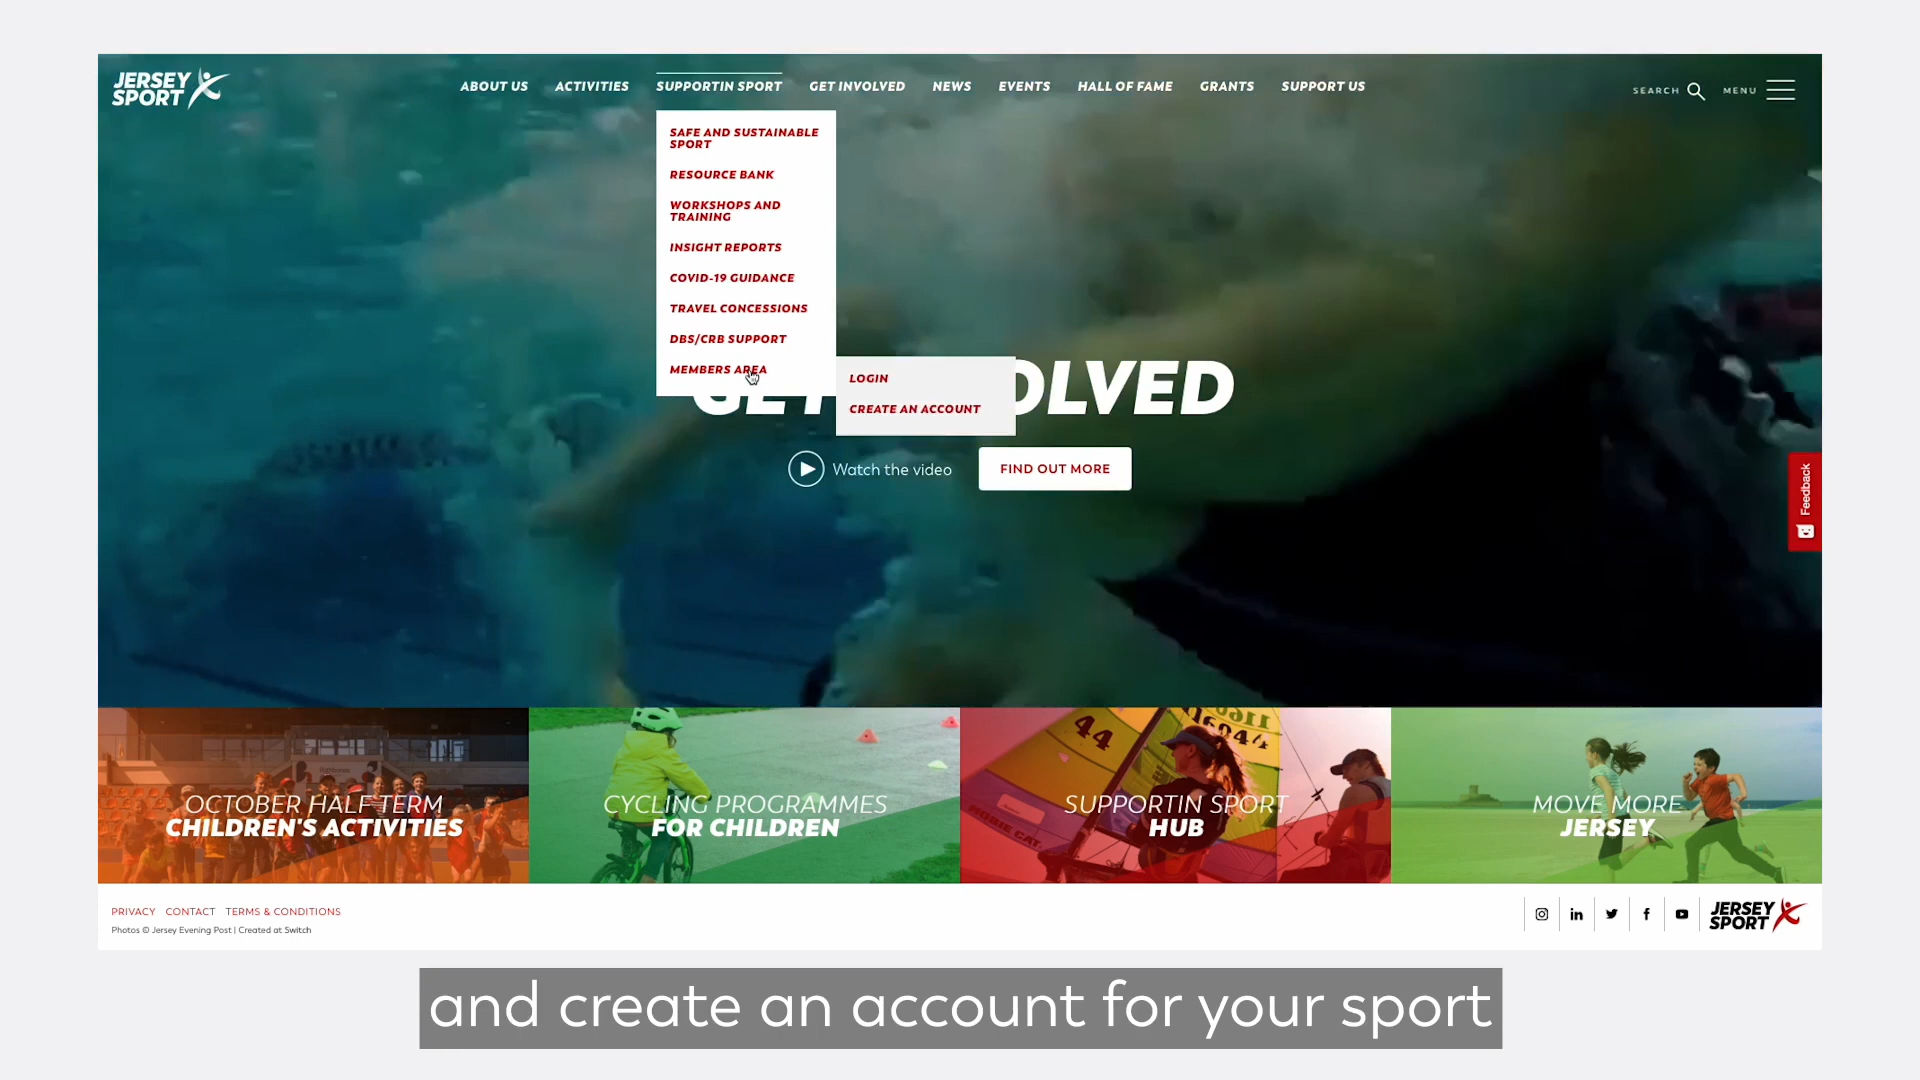 JERSEY
SPORT
ABOUT US ACTIVITIES SUPPORTIN SPORT GET INVOLVED NEWS EVENTS HALL OF FAME GRANTS SUPPORT US
SEARCH MENU
SAFE AND SUSTAINABLE
SPORT
RESOURCE BANK
WORKSHOPS AND
TRAINING
INSIGHT REPORTS
COVID-19 GUIDANCE
TRAVEL CONCESSIONS
DBS/CRB SUPPORT
MEMBERS AREA
LOGIN
CREATE AN ACCOUNT
GET OLVED
Watch the video FIND OUT MORE
Feedback
OCTOBER HALF TERM
CHILDREN'S ACTIVITIES
CYCLING PROGRAMMES
FOR CHILDREN
44
SUPPORTIN SPORT
HUB
MOVE MORE
JERSEY
PRIVACY CONTACT TERMS & CONDITIONS
Photos © Jersey Evening Post | Created at Switch
JERSEY
SPORT
and create an account for your sport